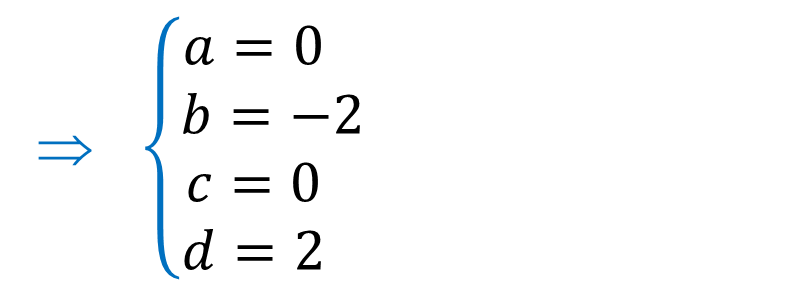 ⇒ { a = 0
b = −2
c = 0
d = 2